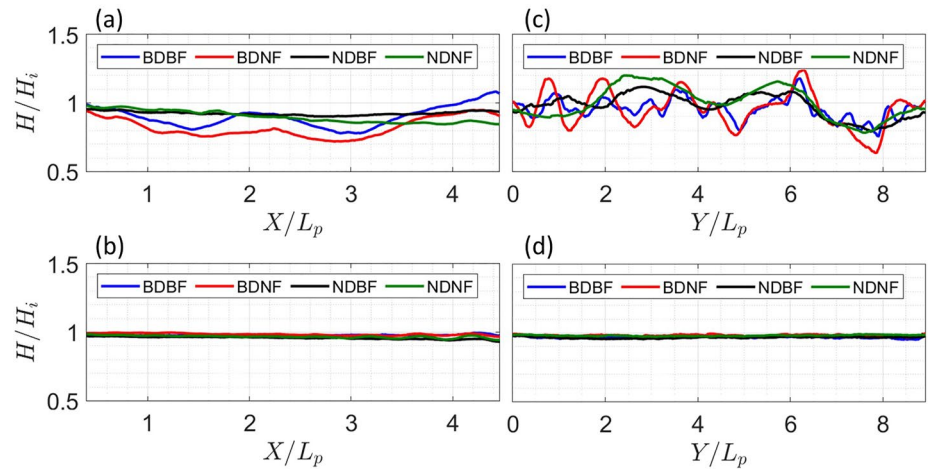 (a)
1.5
BDBF BDNF NDBF NDNF
H/H_i
1
0.5
1 2 3 4
X/L_p
(c)
BDBF BDNF NDBF NDNF
0 2 4 6 8
Y/L_p
(b)
1.5
BDBF BDNF NDBF NDNF
H/H_i
1
0.5
1 2 3 4
X/L_p
(d)
BDBF BDNF NDBF NDNF
0 2 4 6 8
Y/L_p